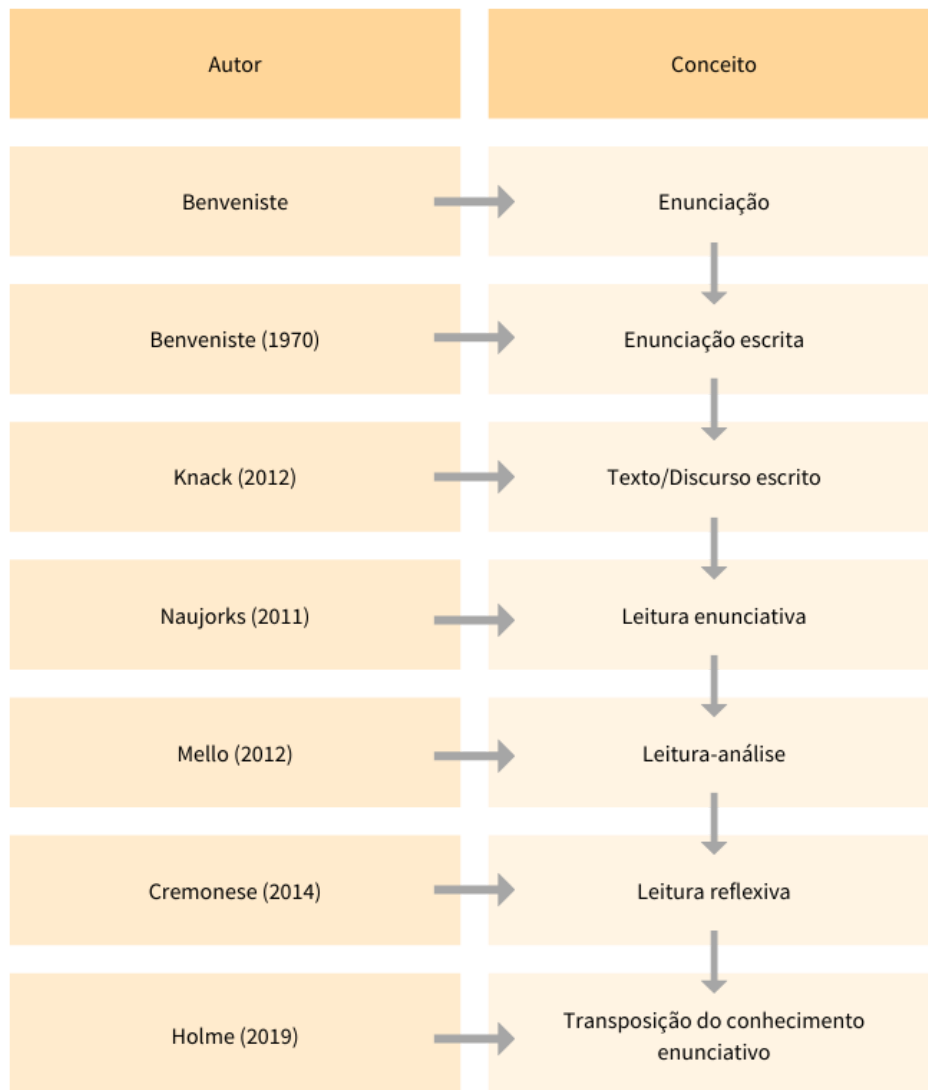 Autor
Conceito
Benveniste
Enunciação
Benveniste (1970)
Enunciação escrita
Knack (2012)
Texto/Discurso escrito
Naujorks (2011)
Leitura enunciativa
Mello (2012)
Leitura-análise
Cremonese (2014)
Leitura reflexiva
Holme (2019)
Transposição do conhecimento
enunciativo